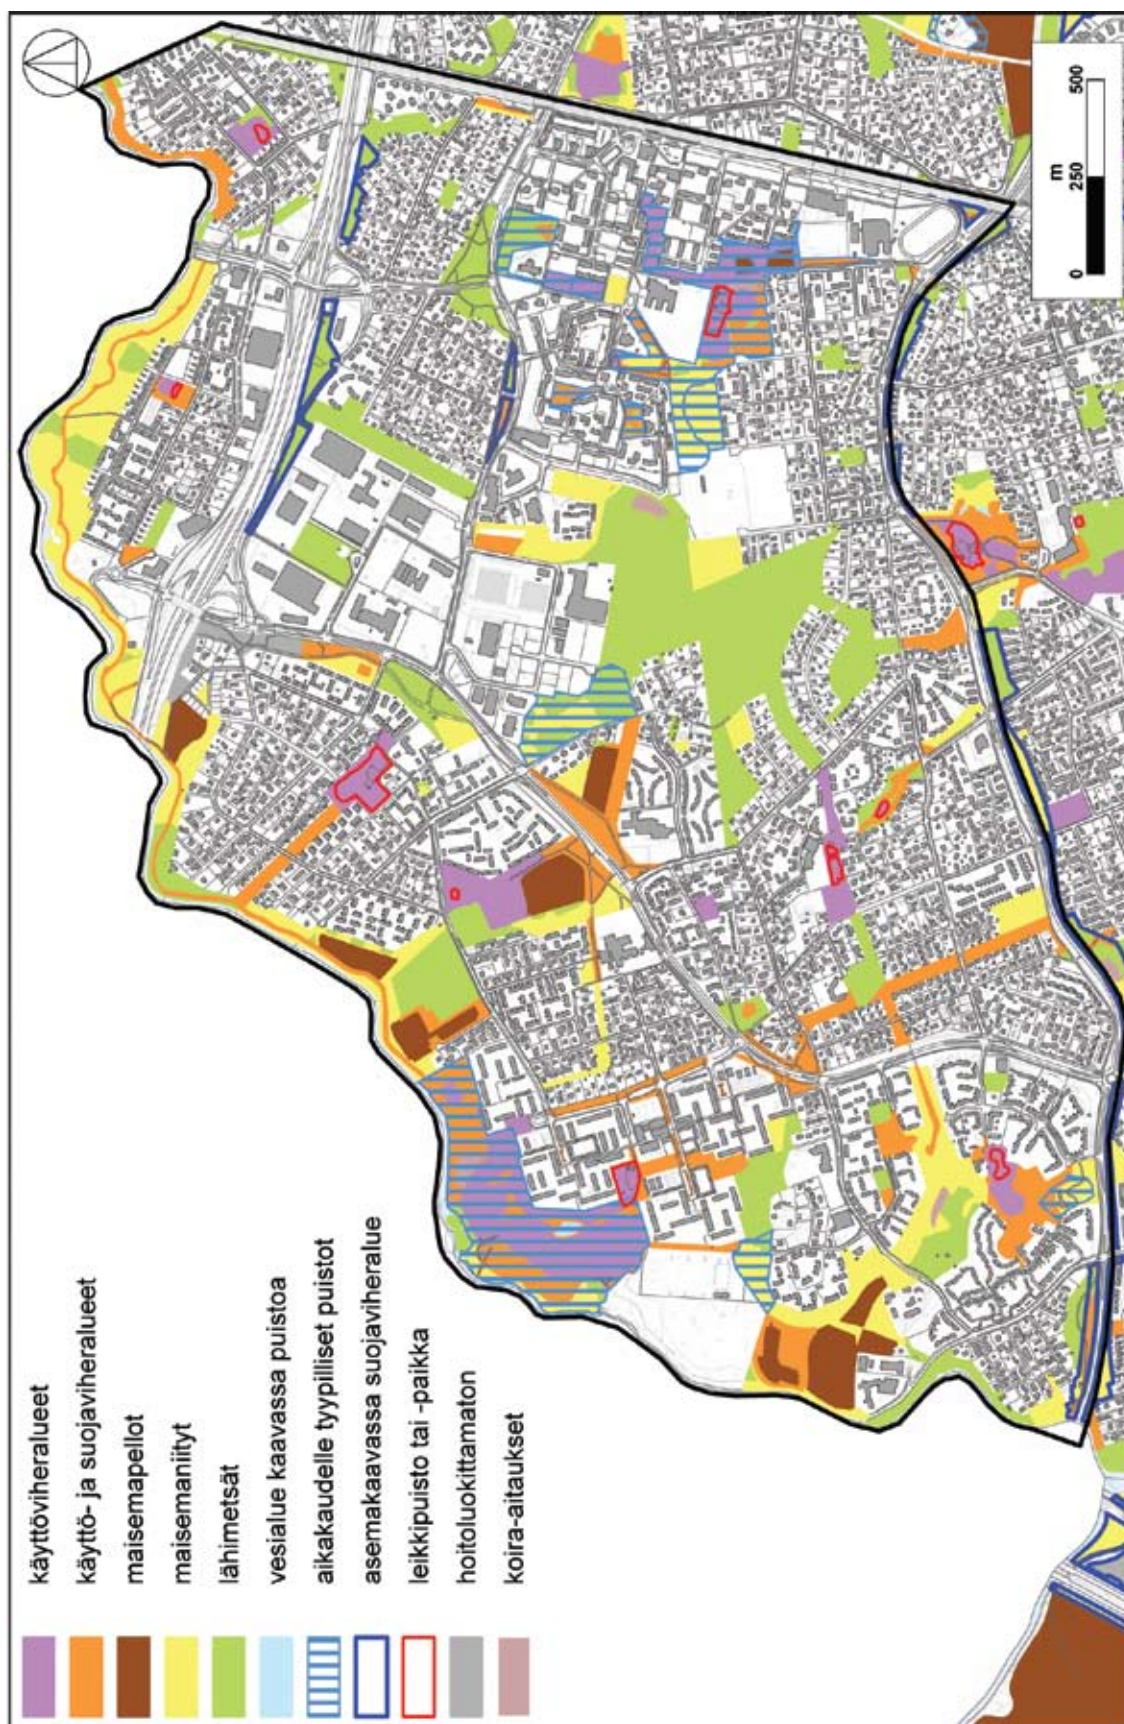 käyttöviheralueet
käyttö- ja suojaviheralueet
maisemapellot
maisemaniityt
lähimetsät
vesialue kaavassa puistoa
aikakaudelle tyypilliset puistot
asemakaavassa suojaviheralue
leikkipuisto tai -paikka
hoitoluokittamaton
koira-aitaukset
m
0 250 500